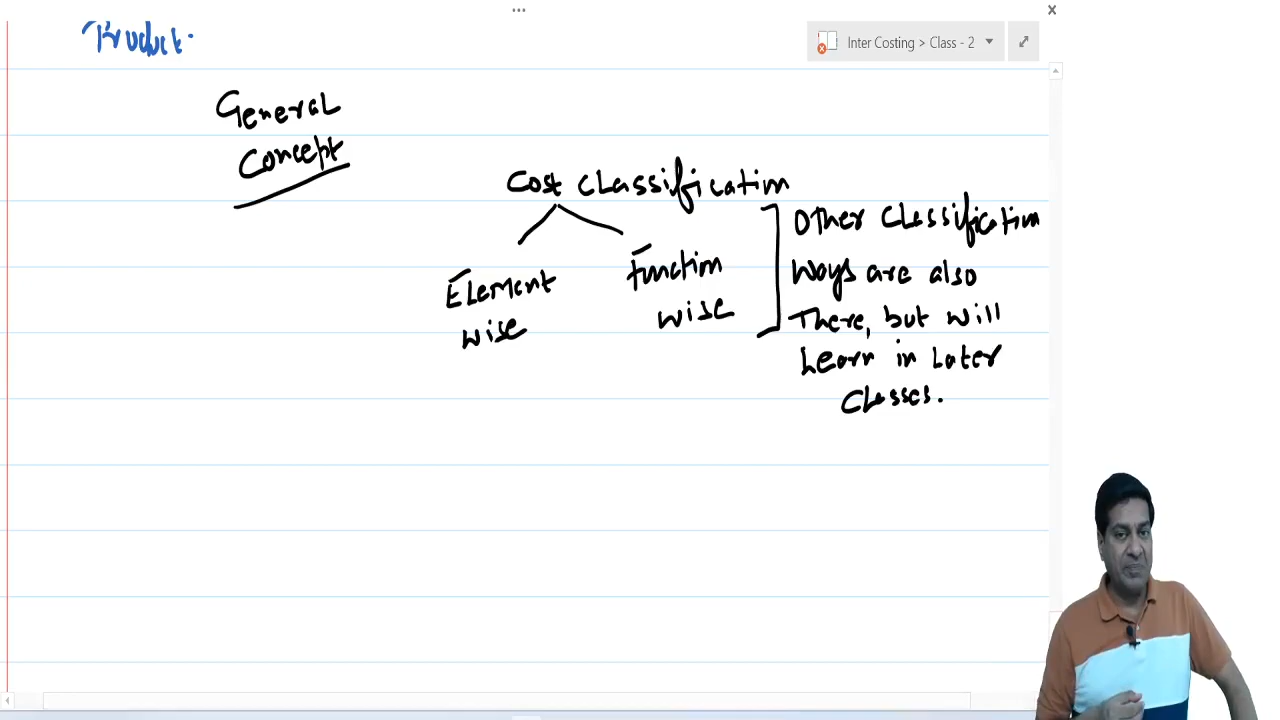 Product.
Inter Costing > Class - 2
General
Concept
Cost Classification
Element
wise
Function
wise
Other Classification
ways are also
There, but will
Learn in Later
Classes.